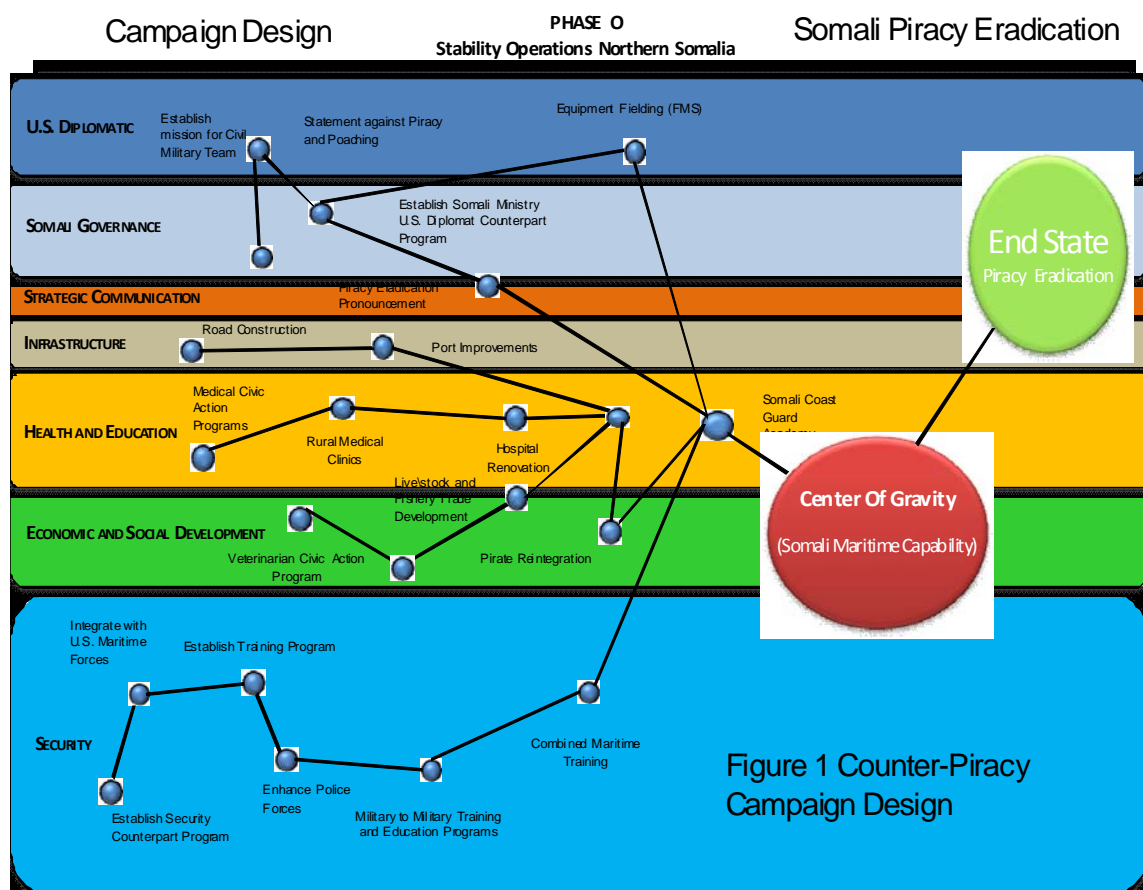 Campaign Design
PHASE O
Stability Operations Northern Somalia
Somali Piracy Eradication
U.S. DIPLOMATIC
Establish
mission for Civil
Military Team
Statement against Piracy
and Poaching
Equipment Fielding (FMS)
SOMALI GOVERNANCE
Establish Somali Ministry
U.S. Diplomat Counterpart
Program
End State
Piracy Eradication
STRATEGIC COMMUNICATION
Piracy Eradication
Pronouncement
INFRASTRUCTURE
Road Construction
Port Improvements
HEALTH AND EDUCATION
Medical Civic
Action
Programs
Rural Medical
Clinics
Hospital
Renovation
Somali Coast
Guard
Academy
ECONOMIC AND SOCIAL DEVELOPMENT
Live\stock and
Fishery Trade
Development
Veterinarian Civic Action
Program
Pirate Reintegration
Center Of Gravity
(Somali Maritime Capability)
SECURITY
Integrate with
U.S. Maritime
Forces
Establish Training Program
Establish Security
Counterpart Program
Enhance Police
Forces
Military to Military Training
and Education Programs
Combined Maritime
Training
Figure 1 Counter-Piracy
Campaign Design